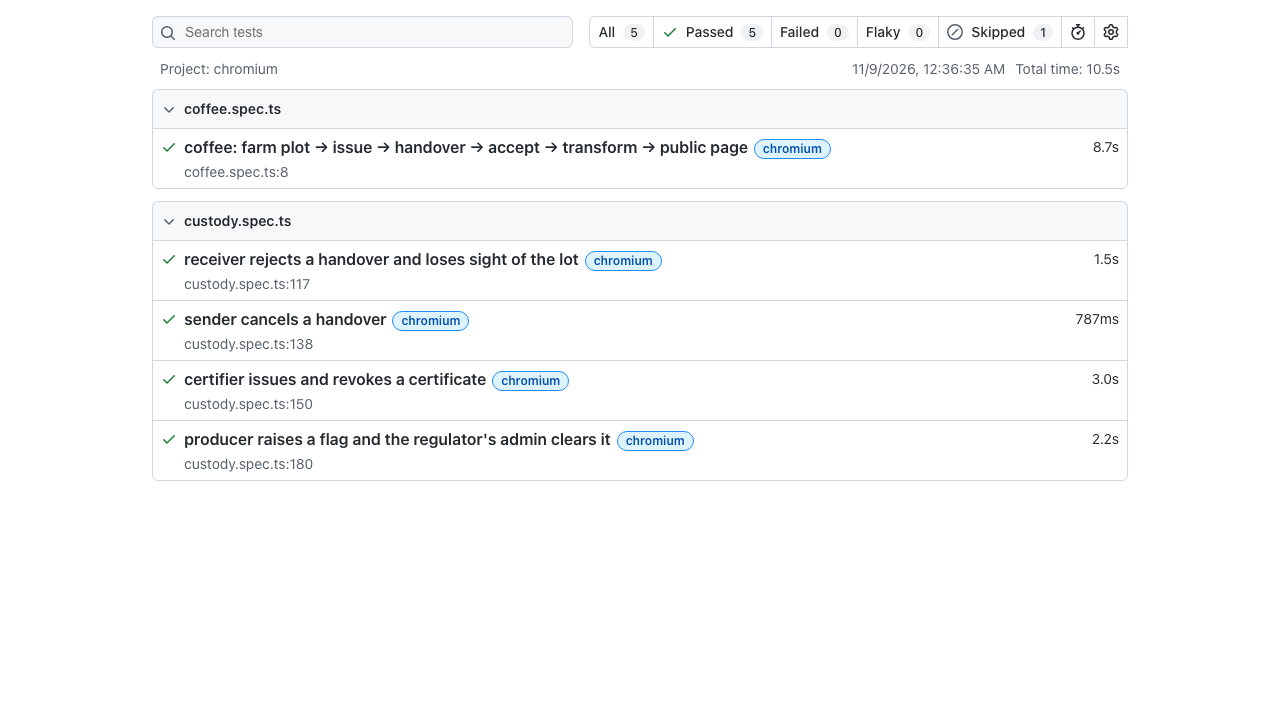 Search tests
All 5 Passed 5 Failed 0 Flaky 0 Skipped 1
Project: chromium 11/9/2026, 12:36:35 AM Total time: 10.5s
coffee.spec.ts
coffee: farm plot → issue → handover → accept → transform → public page chromium 8.7s
coffee.spec.ts:8
custody.spec.ts
receiver rejects a handover and loses sight of the lot chromium 1.5s
custody.spec.ts:117
sender cancels a handover chromium 787ms
custody.spec.ts:138
certifier issues and revokes a certificate chromium 3.0s
custody.spec.ts:150
producer raises a flag and the regulator's admin clears it chromium 2.2s
custody.spec.ts:180